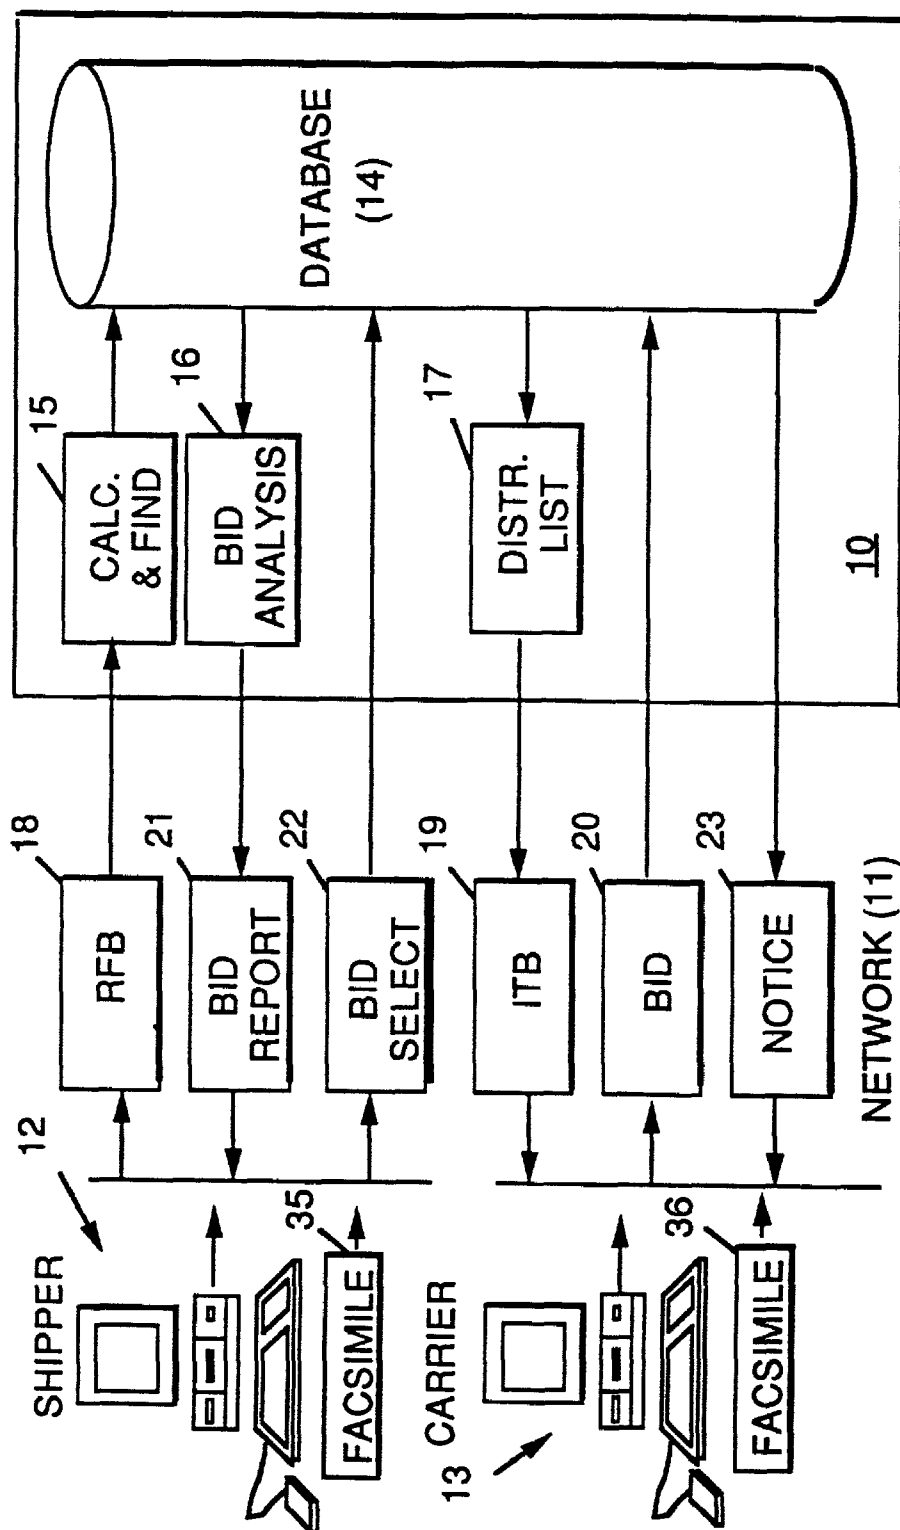 SHIPPER
12
18
RFB
15
CALC.
& FIND
21
BID
REPORT
16
BID
ANALYSIS
35
FACSIMILE
22
BID
SELECT
DATABASE
(14)
CARRIER
13
19
ITB
17
DISTR.
LIST
20
BID
36
FACSIMILE
23
NOTICE
10
NETWORK (11)